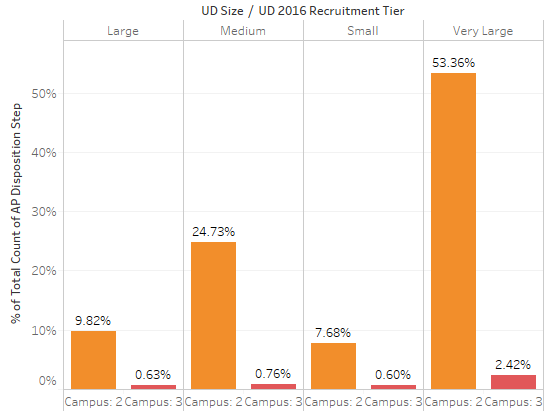 UD Size / UD 2016 Recruitment Tier
Large Medium Small Very Large
% of Total Count of AP Disposition Step
50%
40%
30%
20%
10%
0%
9.82% 0.63% 24.73% 0.76% 7.68% 0.60% 53.36% 2.42%
Campus: 2 Campus: 3 Campus: 2 Campus: 3 Campus: 2 Campus: 3 Campus: 2 Campus: 3